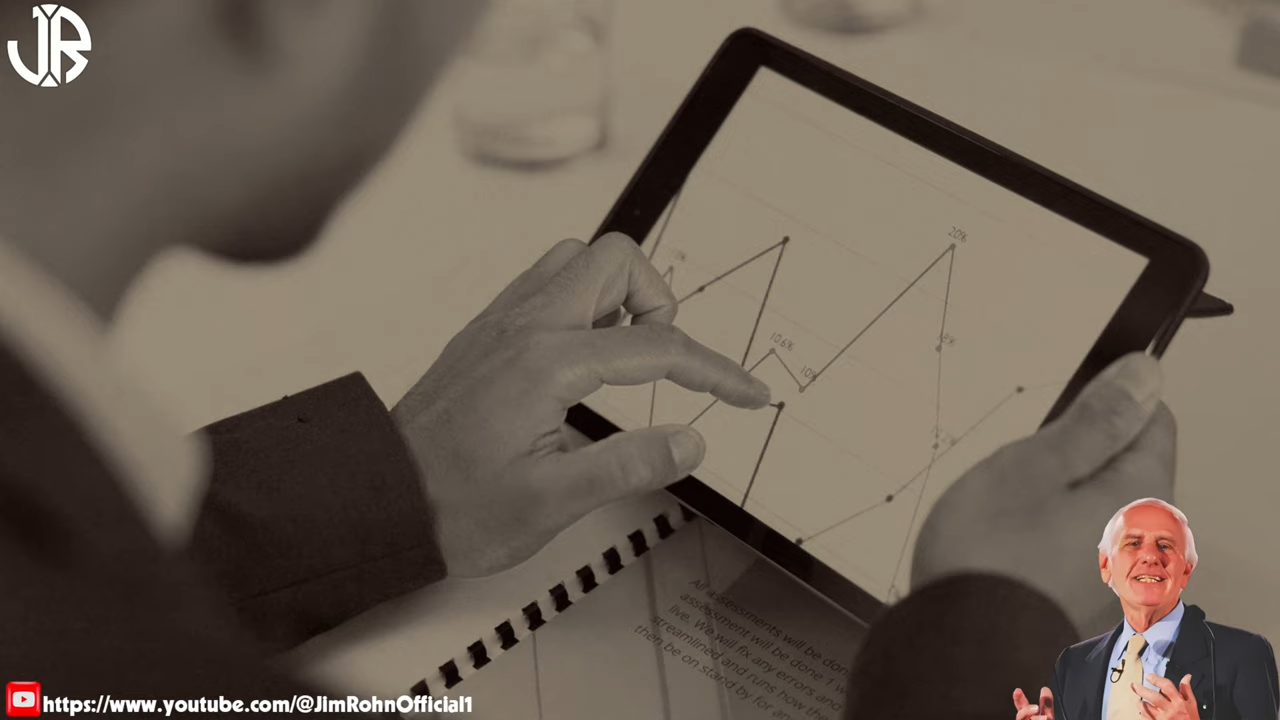 JR
20%
10.6%
8%
10%
All assessments will be
assessment will be done 1
live. We will fix any errors and
streamlined and runs how the
then be on stand by for
https://www.youtube.com/@JimRohnOfficial1